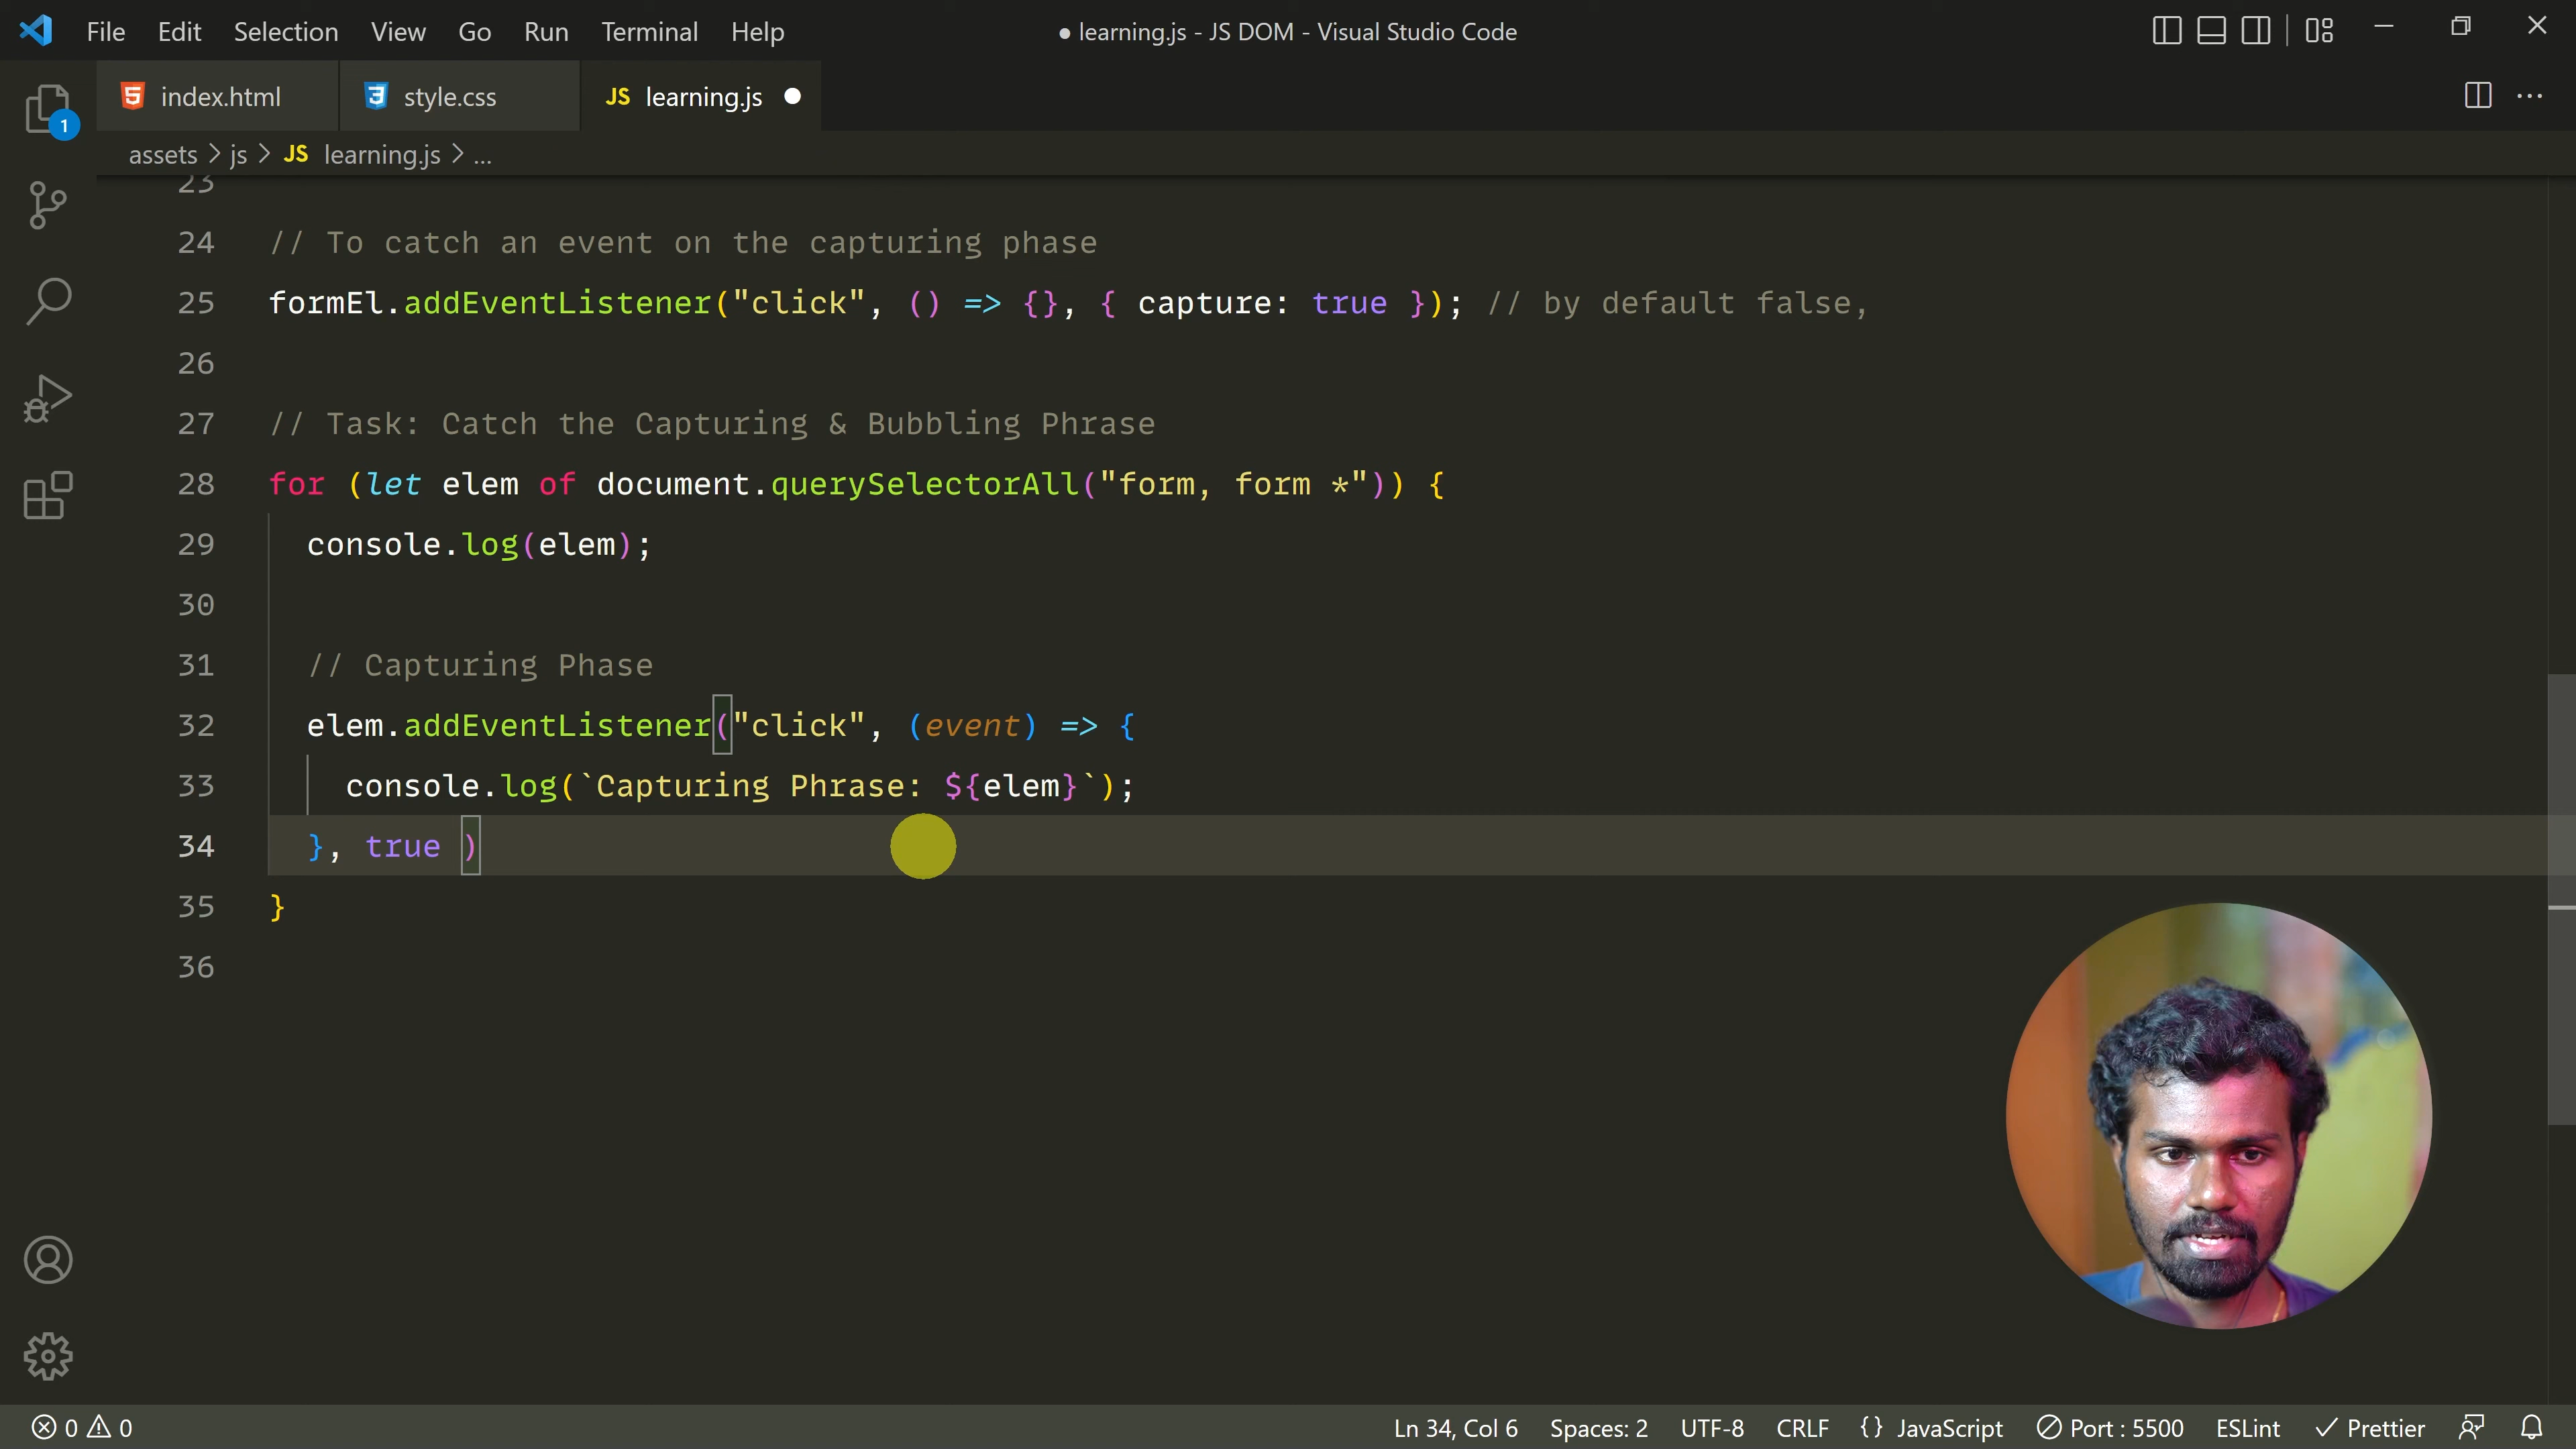 File Edit Selection View Go Run Terminal Help
● learning.js - JS DOM - Visual Studio Code
index.html style.css JS learning.js ●
1
assets > js > JS learning.js > ...
23
24 // To catch an event on the capturing phase
25 formEl.addEventListener("click", () => {}, { capture: true }); // by default false,
26
27 // Task: Catch the Capturing & Bubbling Phrase
28 for (let elem of document.querySelectorAll("form, form *")) {
29 console.log(elem);
30
31 // Capturing Phase
32 elem.addEventListener("click", (event) => {
33 console.log(`Capturing Phrase: ${elem}`);
34 }, true )
35 }
36
0 0 Ln 34, Col 6 Spaces: 2 UTF-8 CRLF {} JavaScript Port : 5500 ESLint Prettier